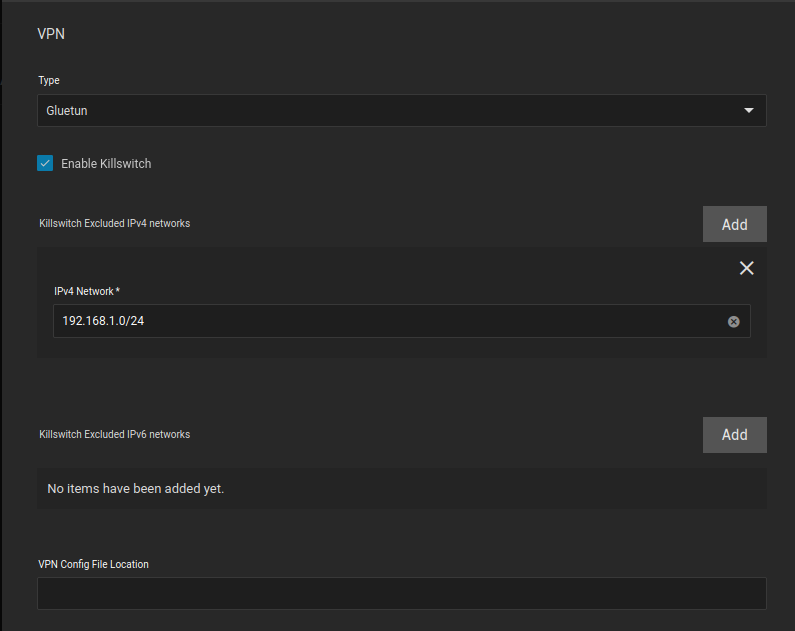 VPN
Type
Gluetun
Enable Killswitch
Killswitch Excluded IPv4 networks
Add
IPv4 Network *
192.168.1.0/24
Killswitch Excluded IPv6 networks
Add
No items have been added yet.
VPN Config File Location